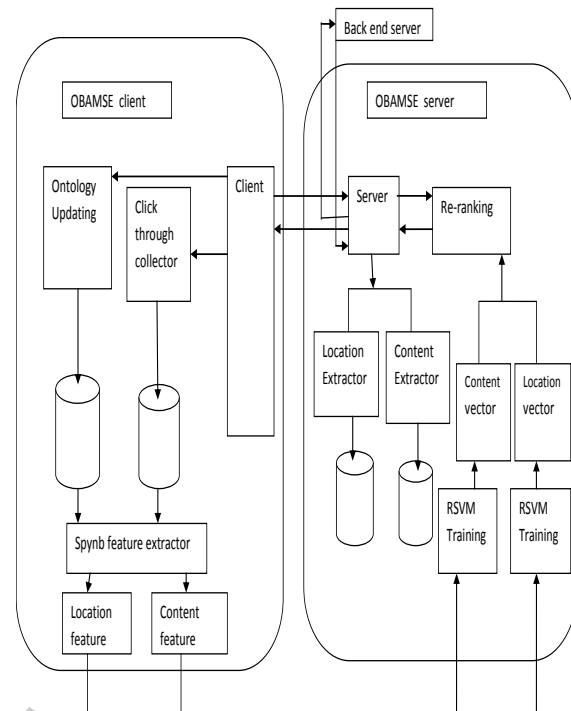 Back end server
OBAMSE client
OBAMSE server
Ontology
Updating
Click
through
collector
Client
Server
Re-ranking
Location
Extractor
Content
Extractor
Content
vector
Location
vector
RSVM
Training
RSVM
Training
Spynb feature extractor
Location
feature
Content
feature